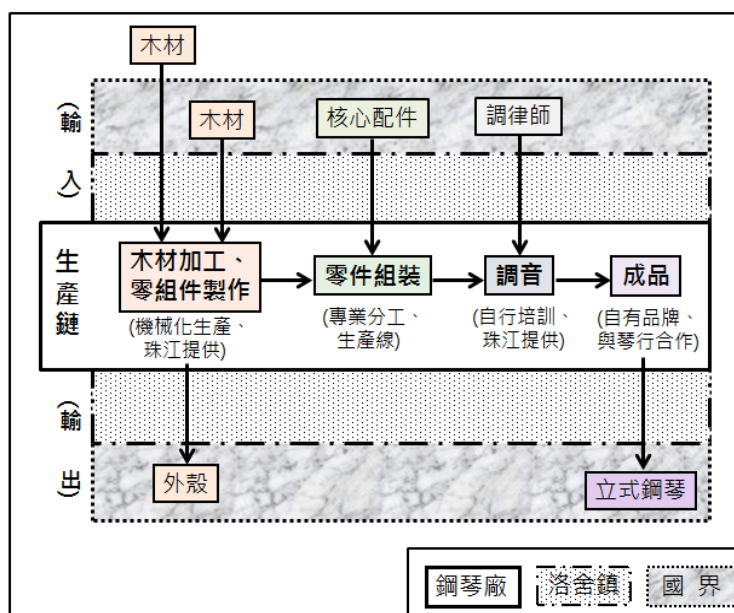 木材
木材
核心配件
調律師
(輸入)
生產鏈
木材加工、
零組件製作
(機械化生產、
珠江提供)
零件組裝
(專業分工、
生產線)
調音
(自行培訓、
珠江提供)
成品
(自有品牌、
與琴行合作)
(輸出)
外殼
立式鋼琴
鋼琴廠
洛舍鎮
國界